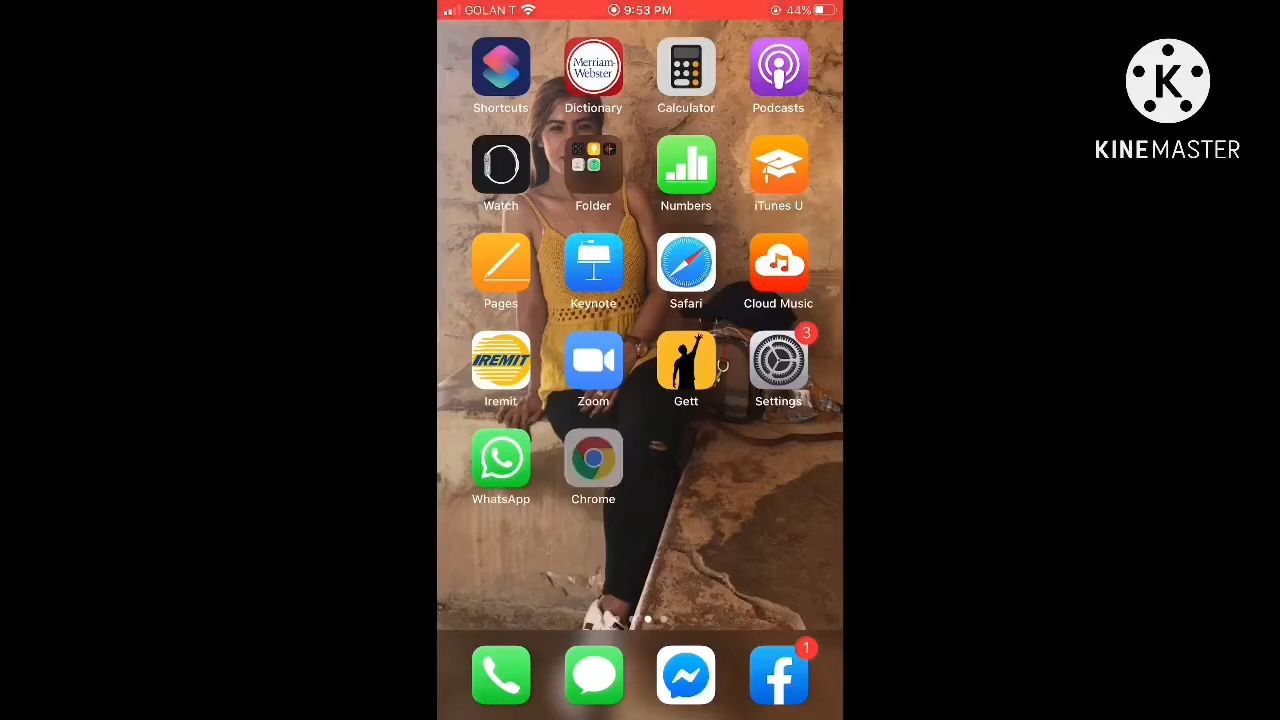 GOLAN T 9:53 PM 44%
Merriam-
Webster
Shortcuts Dictionary Calculator Podcasts
Watch Folder Numbers iTunes U
Pages Keynote Safari Cloud Music
3
IREMIT
Iremit Zoom Gett Settings
WhatsApp Chrome
1
K
KINEMASTER